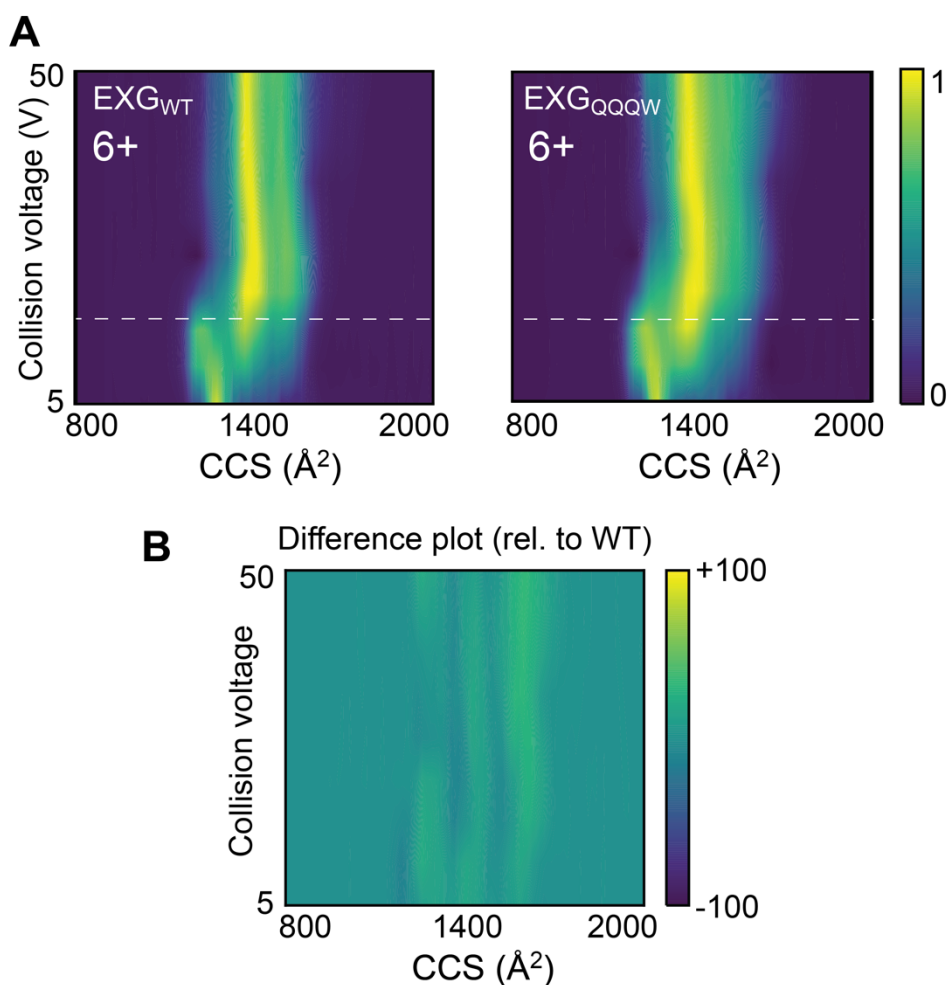 A
50
EXGWT
6+
Collision voltage (V)
5
800
1400
2000
CCS (Å²)
EXGQQQW
6+
800
1400
2000
CCS (Å²)
1
0
B
Difference plot (rel. to WT)
50
Collision voltage
5
800
1400
2000
CCS (Å²)
+100
-100